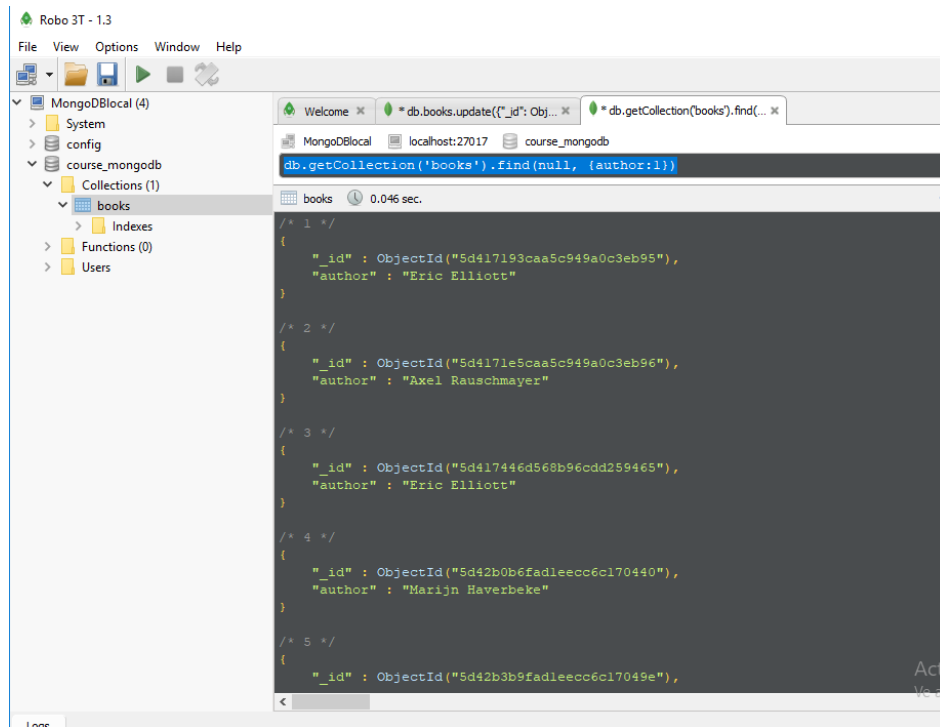 Robo 3T - 1.3
File View Options Window Help
MongoDBlocal (4)
System
config
course_mongodb
Collections (1)
books
Indexes
Functions (0)
Users
Welcome
* db.books.update({"_id": Obj...
* db.getCollection('books').find(...
MongoDBlocal localhost:27017 course_mongodb
db.getCollection('books').find(null, {author:1})
books 0.046 sec.
/* 1 */
{
"_id" : ObjectId("5d417193caa5c949a0c3eb95"),
"author" : "Eric Elliott"
}
/* 2 */
{
"_id" : ObjectId("5d4171e5caa5c949a0c3eb96"),
"author" : "Axel Rauschmayer"
}
/* 3 */
{
"_id" : ObjectId("5d417446d568b96cdd259465"),
"author" : "Eric Elliott"
}
/* 4 */
{
"_id" : ObjectId("5d42b0b6fad1eecc6c170440"),
"author" : "Marijn Haverbeke"
}
/* 5 */
{
"_id" : ObjectId("5d42b3b9fad1eecc6c17049e"),
Act
Ve a
Logs